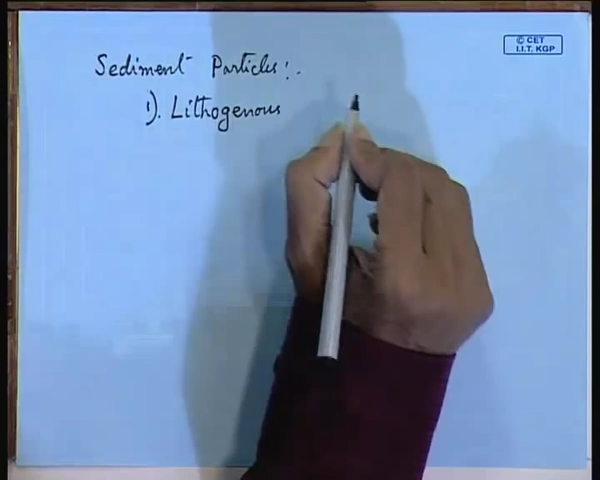 Sediment Particles :-
1). Lithogenous
© CET
I.I.T. KGP